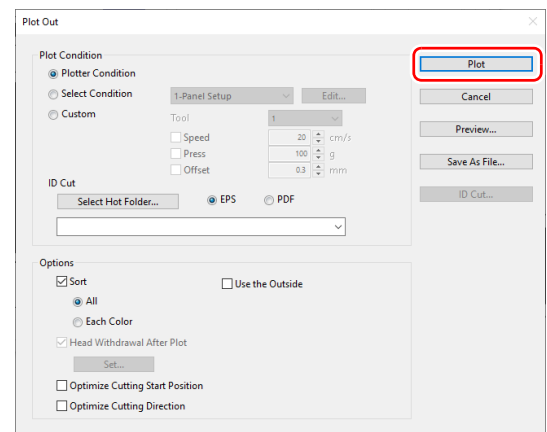 Plot Out
Plot Condition
Plotter Condition
Select Condition 1-Panel Setup Edit...
Custom Tool 1
Speed 20 cm/s
Press 100 g
Offset 0.3 mm
ID Cut
Select Hot Folder... EPS PDF
Plot
Cancel
Preview...
Save As File...
ID Cut...
Options
Sort Use the Outside
All
Each Color
Head Withdrawal After Plot
Set...
Optimize Cutting Start Position
Optimize Cutting Direction